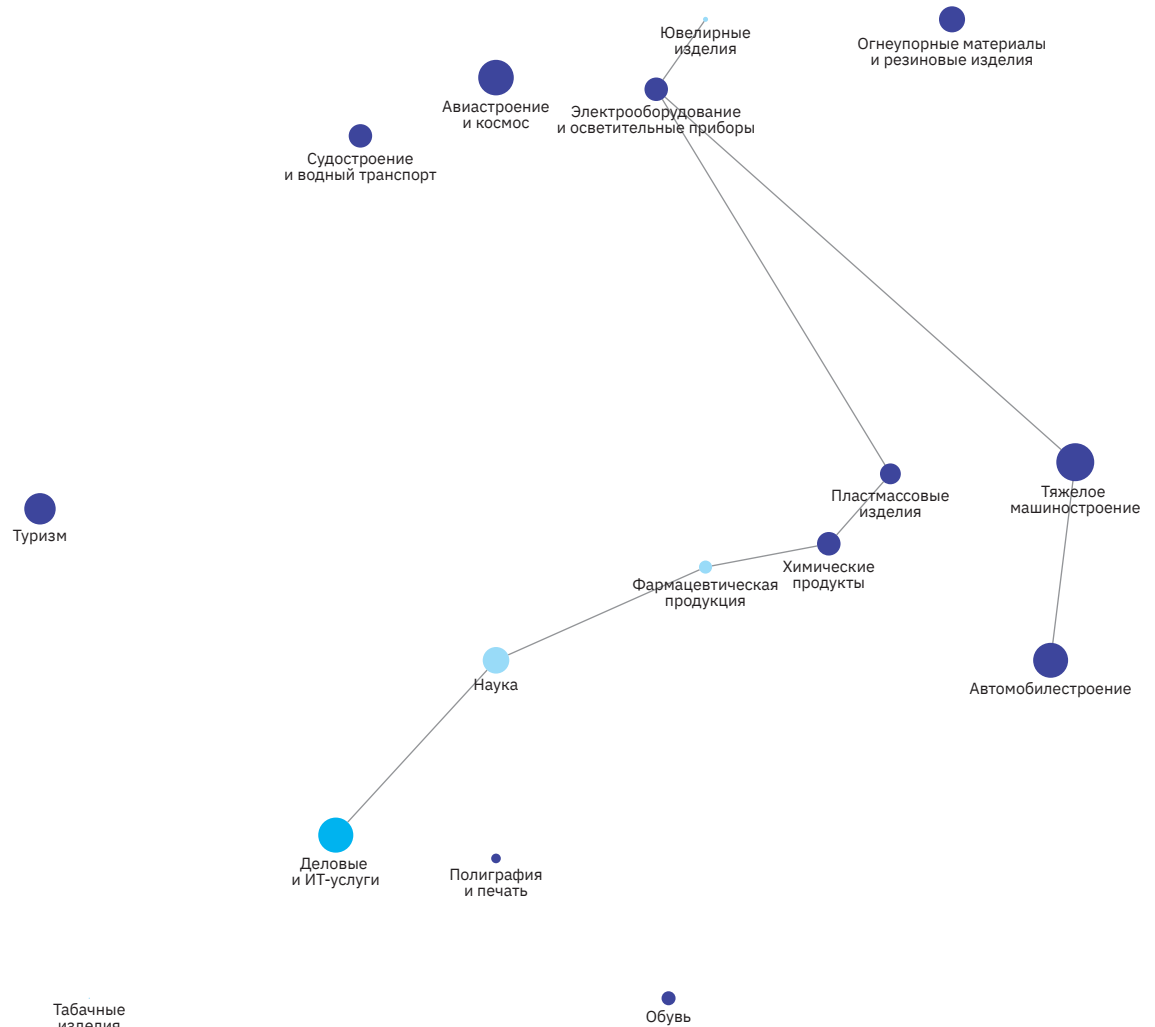 Ювелирные
изделия
Огнеупорные материалы
и резиновые изделия
Авиастроение
и космос
Электрооборудование
и осветительные приборы
Судостроение
и водный транспорт
Тяжелое
машиностроение
Пластмассовые
изделия
Туризм
Химические
продукты
Фармацевтическая
продукция
Наука
Автомобилестроение
Деловые
и ИТ-услуги
Полиграфия
и печать
Табачные
изделия
Обувь